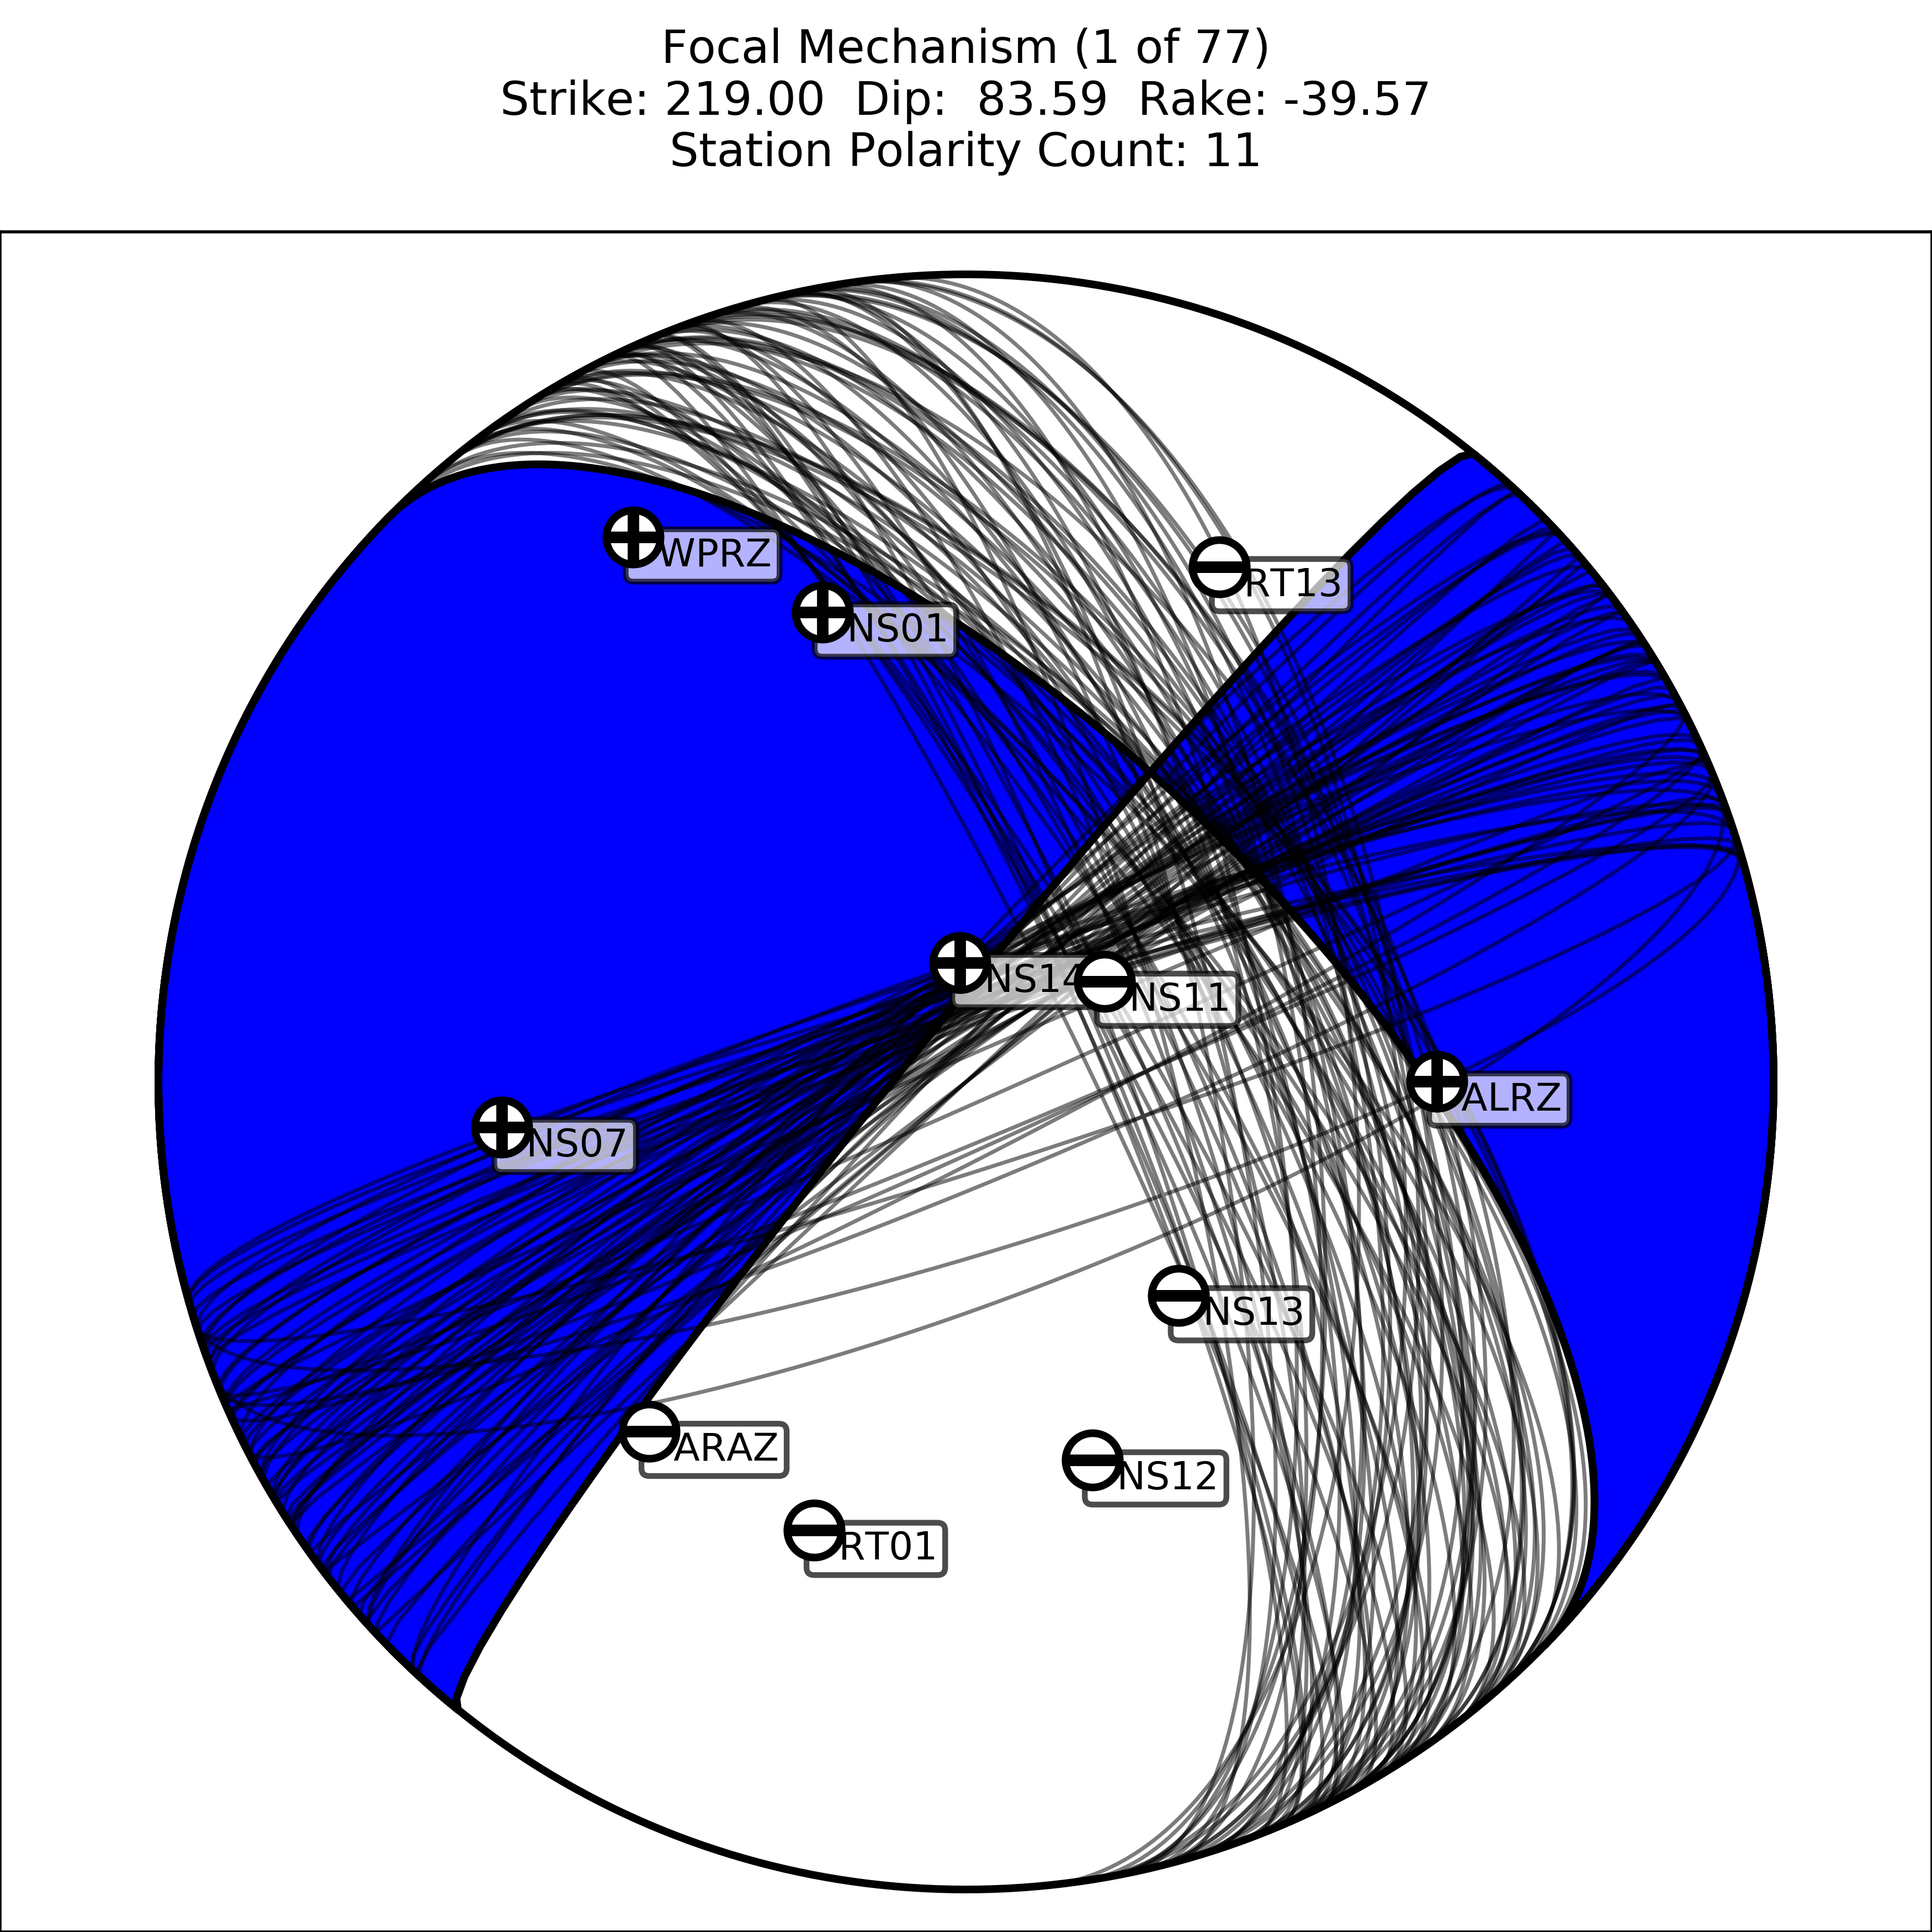 Focal Mechanism (1 of 77)
Strike: 219.00  Dip:  83.59  Rake: -39.57
Station Polarity Count: 11
WPRZ
RT13
NS01
NS14
NS11
ALRZ
NS07
NS13
ARAZ
NS12
RT01